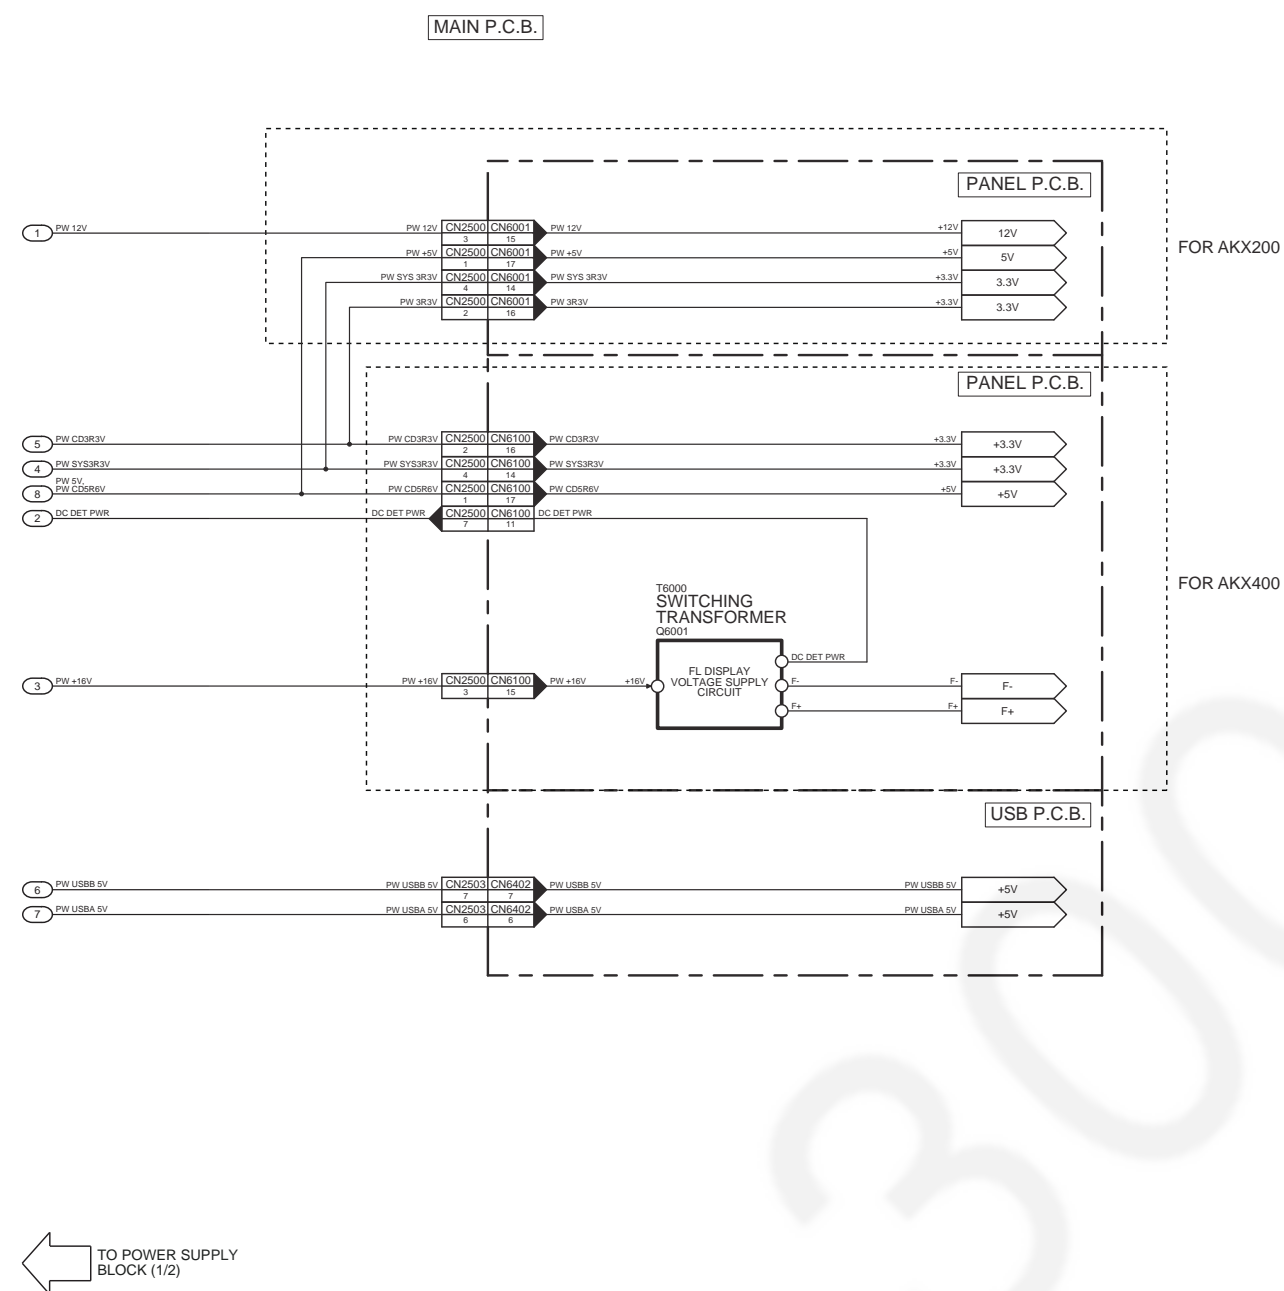 MAIN P.C.B.
PANEL P.C.B.
1 PW 12V PW 12V CN2500 CN6001 PW 12V +12V 12V
3 15
PW +5V CN2500 CN6001 PW +5V +5V 5V
1 17
FOR AKX200
PW SYS 3R3V CN2500 CN6001 PW SYS 3R3V +3.3V 3.3V
4 14
PW 3R3V CN2500 CN6001 PW 3R3V +3.3V 3.3V
2 16
PANEL P.C.B.
5 PW CD3R3V PW CD3R3V CN2500 CN6100 PW CD3R3V +3.3V +3.3V
2 16
4 PW SYS3R3V PW SYS3R3V CN2500 CN6100 PW SYS3R3V +3.3V +3.3V
4 14
PW 5V,
8 PW CD5R6V PW CD5R6V CN2500 CN6100 PW CD5R6V +5V +5V
1 17
2 DC DET PWR DC DET PWR CN2500 CN6100 DC DET PWR
7 11
FOR AKX400
T6000
SWITCHING
TRANSFORMER
Q6001
DC DET PWR
FL DISPLAY
VOLTAGE SUPPLY
CIRCUIT
3 PW +16V PW +16V CN2500 CN6100 PW +16V +16V F- F- F-
3 15
F+ F+ F+
USB P.C.B.
6 PW USBB 5V PW USBB 5V CN2503 CN6402 PW USBB 5V PW USBB 5V +5V
7 7
7 PW USBA 5V PW USBA 5V CN2503 CN6402 PW USBA 5V PW USBA 5V +5V
6 6
TO POWER SUPPLY
BLOCK (1/2)